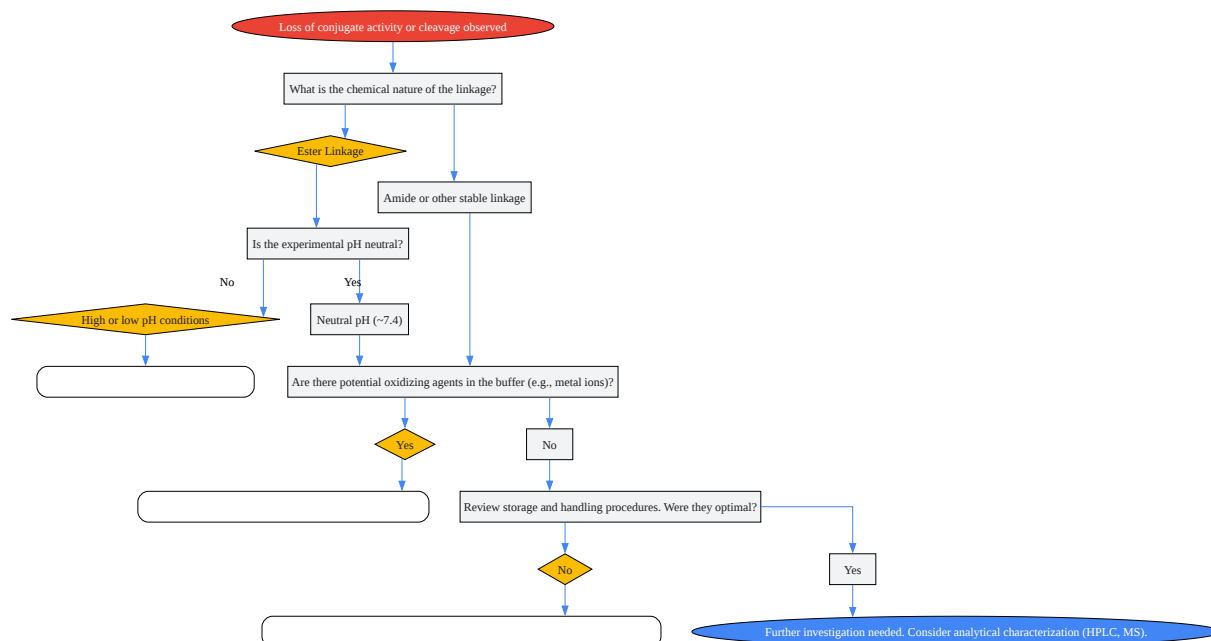 Loss of conjugate activity or cleavage observed
What is the chemical nature of the linkage?
Ester Linkage
Amide or other stable linkage
Is the experimental pH neutral?
No
Yes
High or low pH conditions
Neutral pH (~7.4)
Are there potential oxidizing agents in the buffer (e.g., metal ions)?
Yes
No
Review storage and handling procedures. Were they optimal?
No
Yes
Further investigation needed. Consider analytical characterization (HPLC, MS).